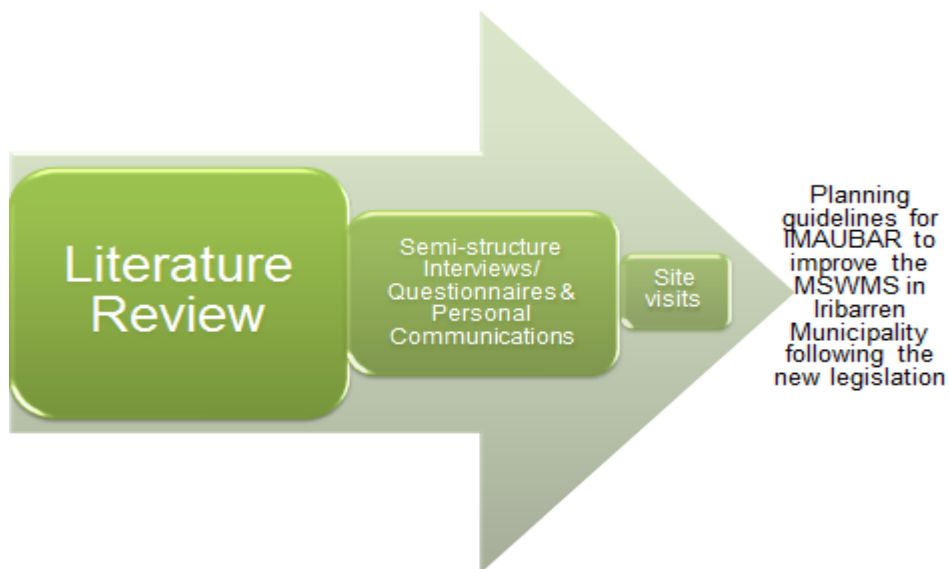 Literature
Review
Semi-structure
Interviews/
Questionnaires &
Personal
Communications
Site
visits
Planning
guidelines for
IMAUBAR to
improve the
MSWMS in
Iribarren
Municipality
following the
new legislation